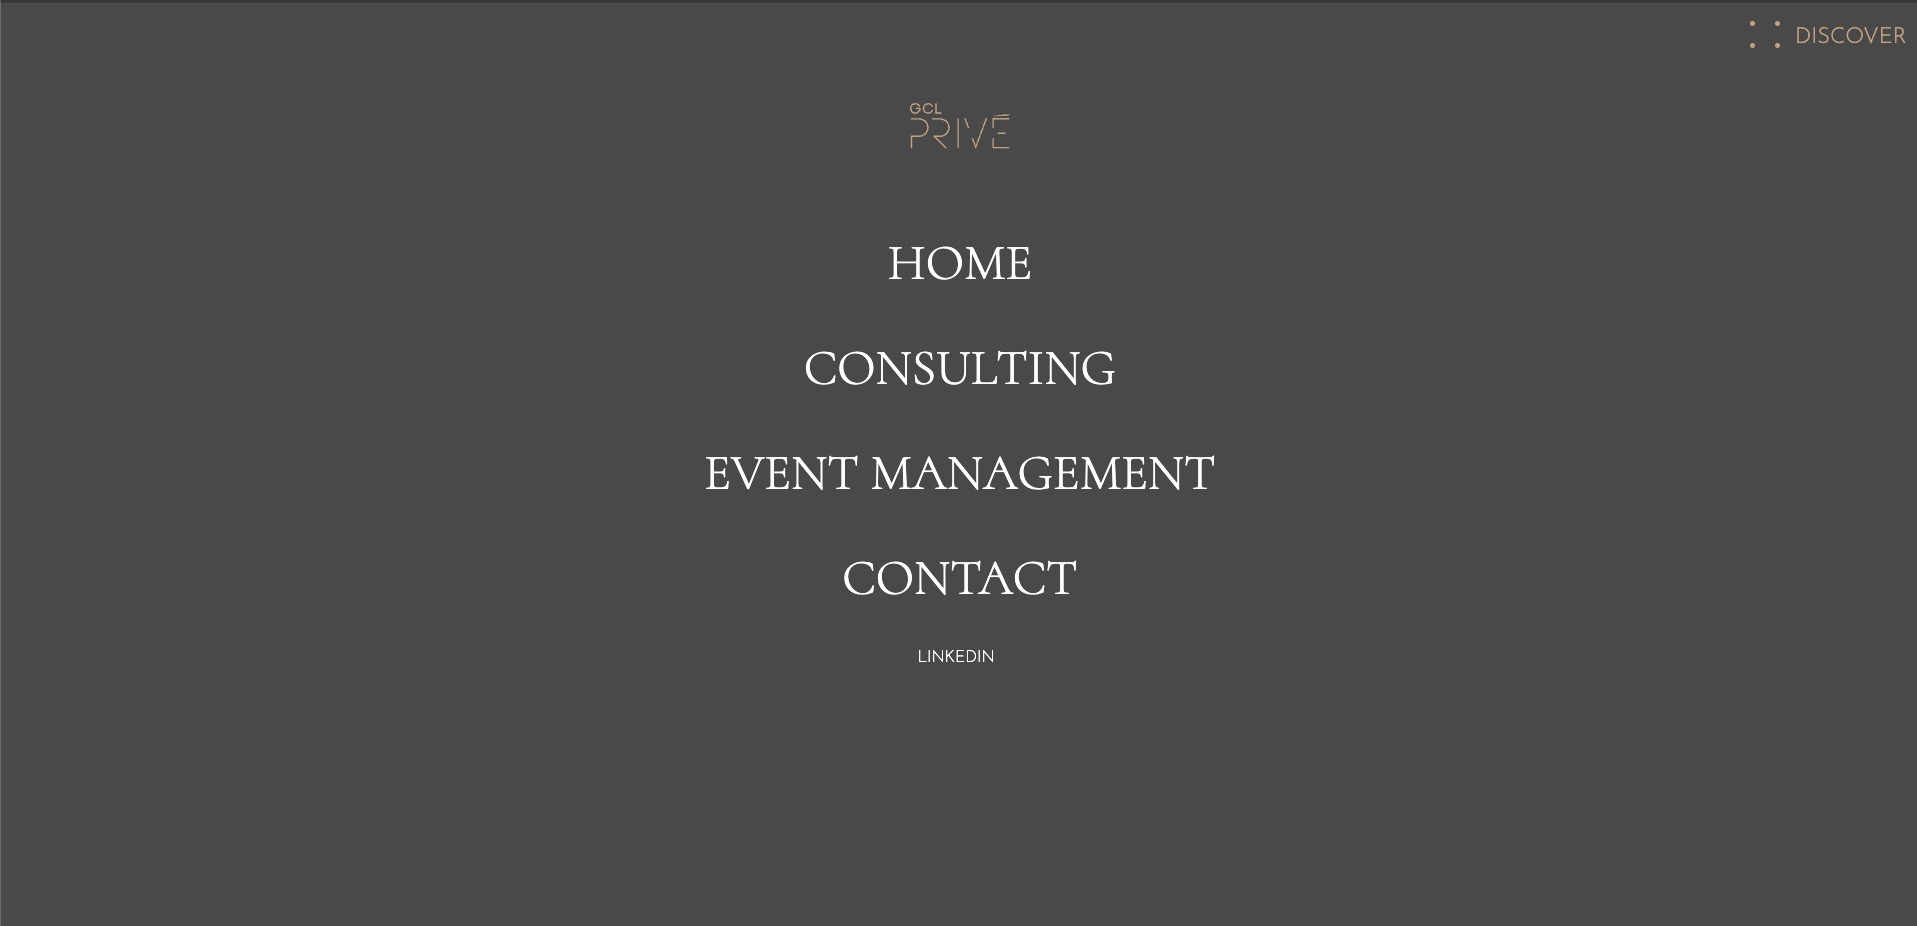 DISCOVER
GCL
PRIVÉ
HOME
CONSULTING
EVENT MANAGEMENT
CONTACT
LINKEDIN